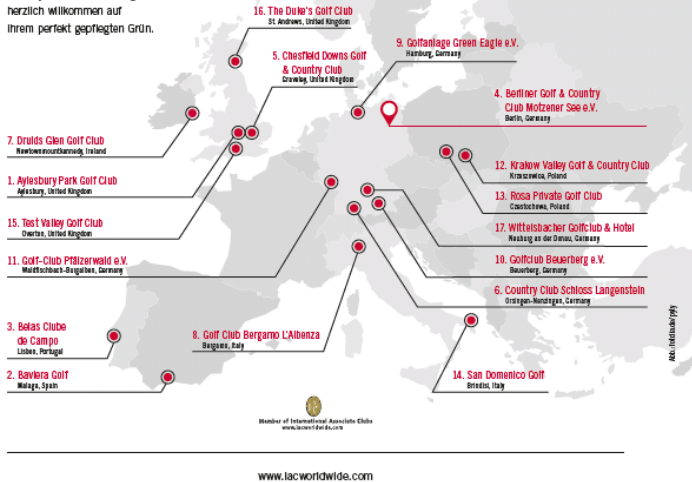 herzlich willkommen auf
Ihrem perfekt gepflegten Grün.
16. The Duke's Golf Club
St. Andrews, United Kingdom
5. Chesfield Downs Golf
& Country Club
Graveley, United Kingdom
9. Golfanlage Green Eagle e.V.
Hamburg, Germany
4. Berliner Golf & Country
Club Motzener See e.V.
Berlin, Germany
7. Druids Glen Golf Club
Newtownmountkennedy, Ireland
1. Aylesbury Park Golf Club
Aylesbury, United Kingdom
12. Krakow Valley Golf & Country Club
Krzeszowice, Poland
13. Rosa Private Golf Club
Czestochowa, Poland
15. Test Valley Golf Club
Overton, United Kingdom
17. Wittelsbacher Golfclub & Hotel
Neuburg an der Donau, Germany
11. Golf-Club Pfälzerwald e.V.
Waldfischbach-Burgalben, Germany
10. Golfclub Beuerberg e.V.
Beuerberg, Germany
6. Country Club Schloss Langenstein
Orsingen-Nenzingen, Germany
3. Belas Clube
de Campo
Lisbon, Portugal
8. Golf Club Bergamo L'Albenza
Bergamo, Italy
2. Baviera Golf
Malaga, Spain
14. San Domenico Golf
Brindisi, Italy
Member of International Associate Clubs
www.iacworldwide.com
www.iacworldwide.com